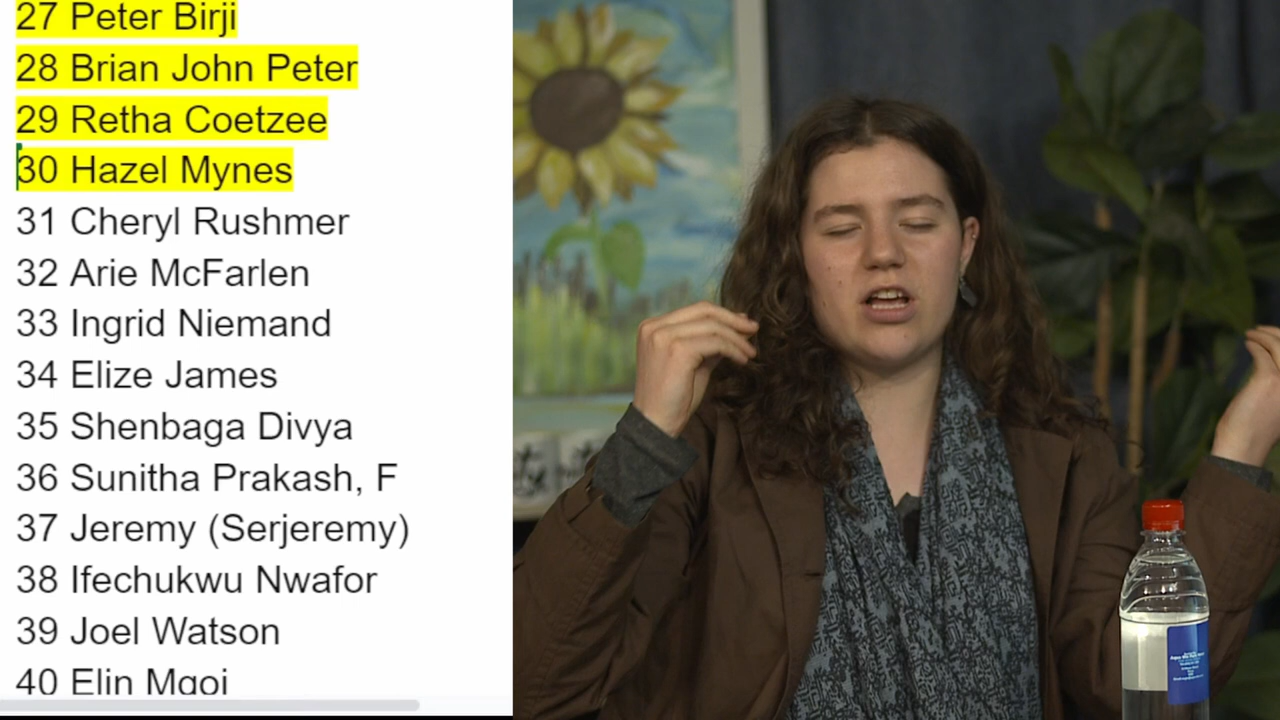 27 Peter Birji
28 Brian John Peter
29 Retha Coetzee
30 Hazel Mynes
31 Cheryl Rushmer
32 Arie McFarlen
33 Ingrid Niemand
34 Elize James
35 Shenbaga Divya
36 Sunitha Prakash, F
37 Jeremy (Serjeremy)
38 Ifechukwu Nwafor
39 Joel Watson
40 Elin Mqoi